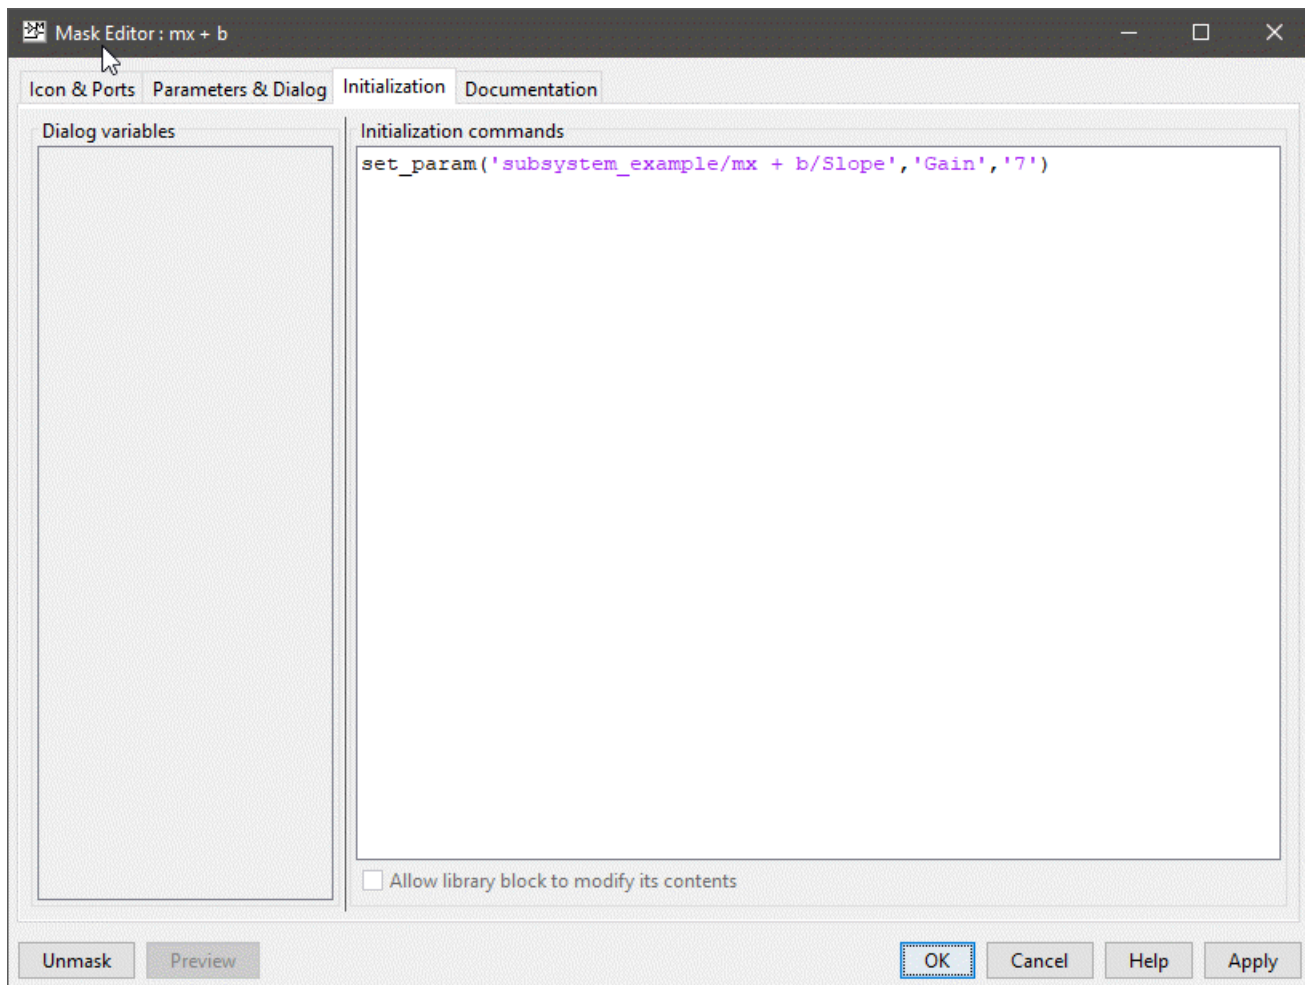 Mask Editor : mx + b
Icon & Ports Parameters & Dialog Initialization Documentation
Dialog variables
Initialization commands
set_param('subsystem_example/mx + b/Slope','Gain','7')
Allow library block to modify its contents
Unmask Preview OK Cancel Help Apply